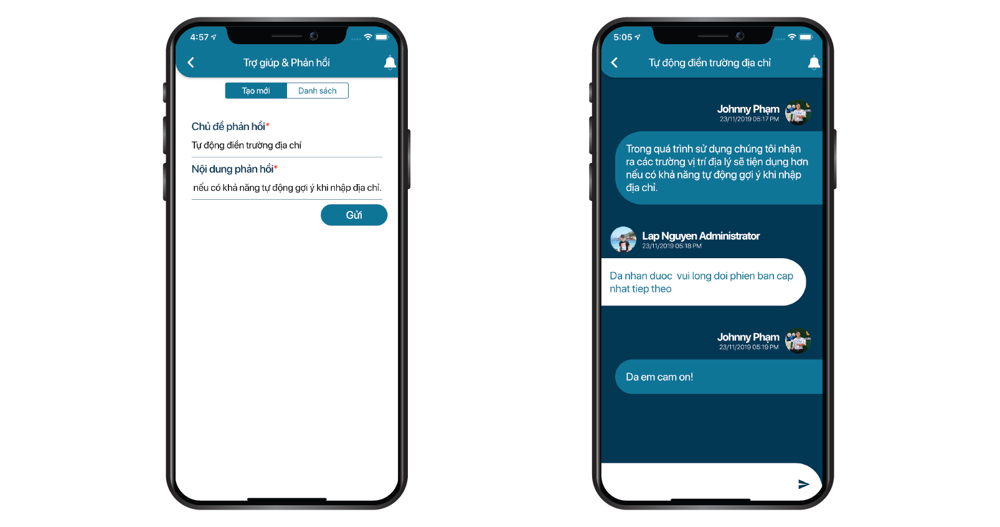 4:57
Trợ giúp & Phản hồi
Tạo mới
Danh sách
Chủ đề phản hồi*
Tự động điền trường địa chỉ
Nội dung phản hồi*
nếu có khả năng tự động gợi ý khi nhập địa chỉ.
Gửi
5:05
Tự động điền trường địa chỉ
Johnny Phạm
23/11/2019 05:17 PM
Trong quá trình sử dụng chúng tôi nhận
ra các trường vị trí địa lý sẽ tiện dụng hơn
nếu có khả năng tự động gợi ý khi nhập
địa chỉ.
Lap Nguyen Administrator
23/11/2019 05:18 PM
Da nhan duoc  vui long doi phien ban cap
nhat tiep theo
Johnny Phạm
23/11/2019 05:19 PM
Da em cam on!